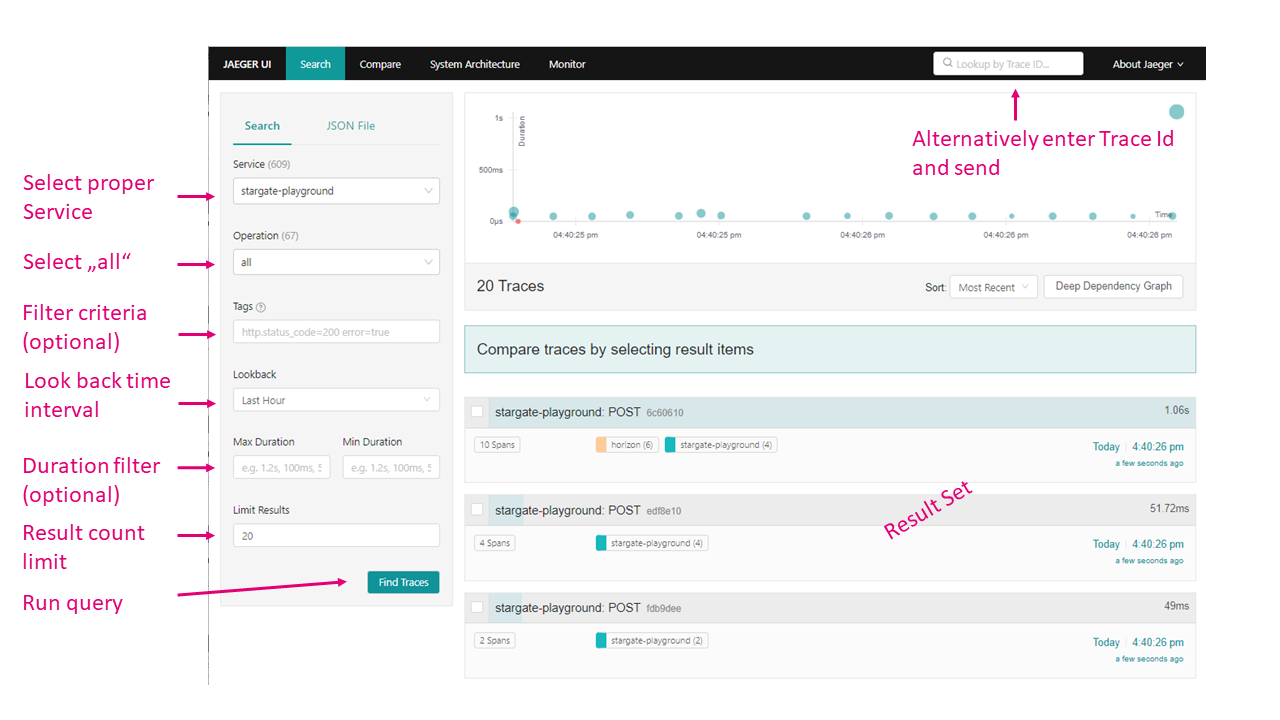 JAEGER UI Search Compare System Architecture Monitor Lookup by Trace ID... About Jaeger
Search JSON File
Service (609)
stargate-playground
Operation (67)
all
Tags
http.status_code=200 error=true
Lookback
Last Hour
Max Duration Min Duration
e.g. 1.2s, 100ms, e.g. 1.2s, 100ms,
Limit Results
20
Find Traces
Select proper
Service
Select „all“
Filter criteria
(optional)
Look back time
interval
Duration filter
(optional)
Result count
limit
Run query
Alternatively enter Trace Id
and send
Duration
1s
500ms
0µs
Time
04:40:25 pm 04:40:25 pm 04:40:26 pm 04:40:26 pm 04:40:26 pm
20 Traces Sort: Most Recent Deep Dependency Graph
Compare traces by selecting result items
stargate-playground: POST 6c60610 1.06s
10 Spans horizon (6) stargate-playground (4) Today 4:40:26 pm
a few seconds ago
Result Set
stargate-playground: POST edf8e10 51.72ms
4 Spans stargate-playground (4) Today 4:40:26 pm
a few seconds ago
stargate-playground: POST fdb9dee 49ms
2 Spans stargate-playground (2) Today 4:40:26 pm
a few seconds ago